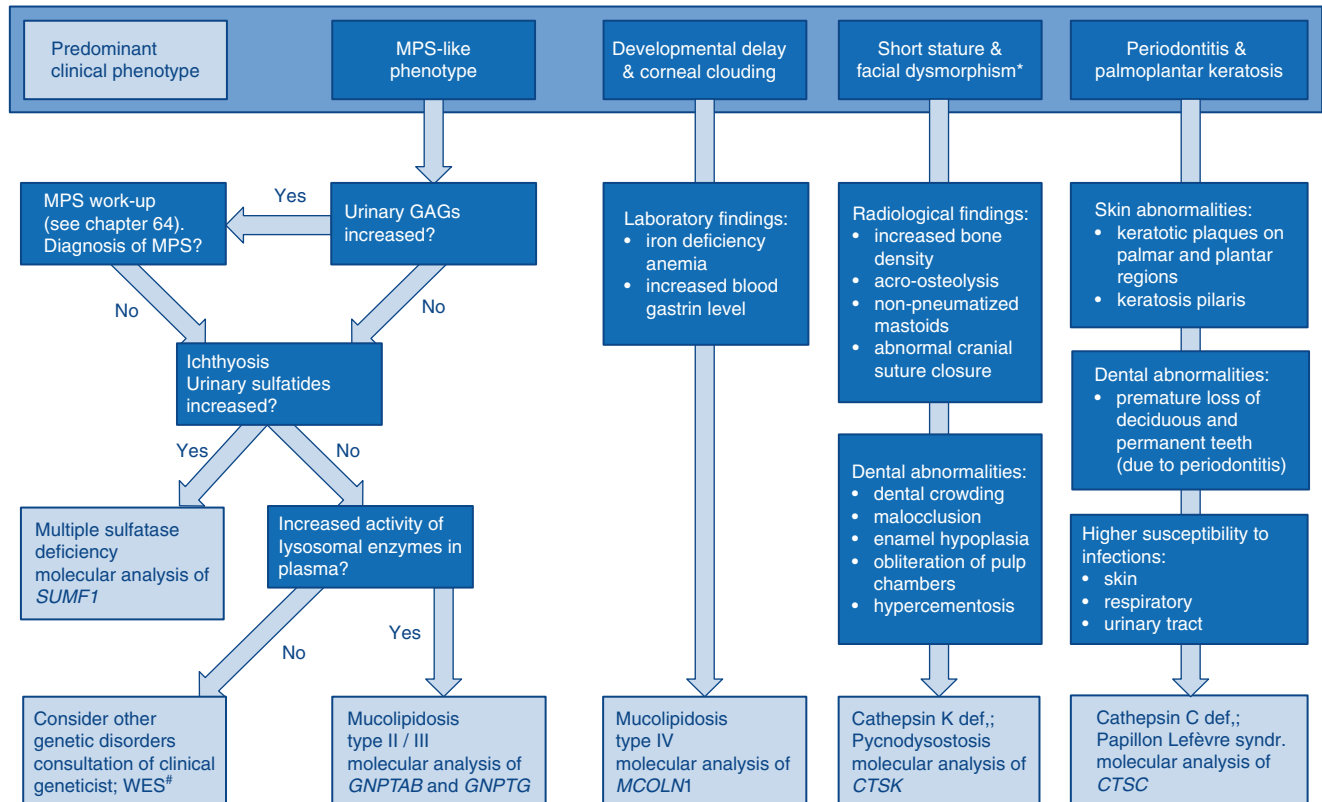 Predominant
clinical phenotype
MPS-like
phenotype
Developmental delay
& corneal clouding
Short stature &
facial dysmorphism*
Periodontitis &
palmoplantar keratosis
MPS work-up
(see chapter 64).
Diagnosis of MPS?
Yes
Urinary GAGs
increased?
No
No
Ichthyosis
Urinary sulfatides
increased?
Yes
No
Multiple sulfatase
deficiency
molecular analysis of
SUMF1
Increased activity of
lysosomal enzymes in
plasma?
No
Yes
Consider other
genetic disorders
consultation of clinical
geneticist; WES#
Mucolipidosis
type II / III
molecular analysis of
GNPTAB and GNPTG
Laboratory findings:
• iron deficiency
anemia
• increased blood
gastrin level
Mucolipidosis
type IV
molecular analysis of
MCOLN1
Radiological findings:
• increased bone
density
• acro-osteolysis
• non-pneumatized
mastoids
• abnormal cranial
suture closure
Dental abnormalities:
• dental crowding
• malocclusion
• enamel hypoplasia
• obliteration of pulp
chambers
• hypercementosis
Cathepsin K def,;
Pycnodysostosis
molecular analysis of
CTSK
Skin abnormalities:
• keratotic plaques on
palmar and plantar
regions
• keratosis pilaris
Dental abnormalities:
• premature loss of
deciduous and
permanent teeth
(due to periodontitis)
Higher susceptibility to
infections:
• skin
• respiratory
• urinary tract
Cathepsin C def,;
Papillon Lefèvre syndr.
molecular analysis of
CTSC